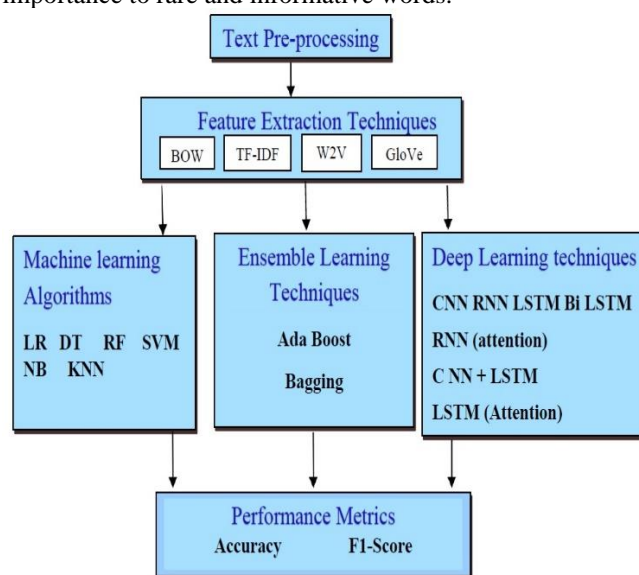 importance to rare and informative words.
Text Pre-processing
Feature Extraction Techniques
BOW TF-IDF W2V GloVe
Machine learning
Algorithms
LR DT RF SVM
NB KNN
Ensemble Learning
Techniques
Ada Boost
Bagging
Deep Learning techniques
CNN RNN LSTM Bi LSTM
RNN (attention)
C NN + LSTM
LSTM (Attention)
Performance Metrics
Accuracy F1-Score